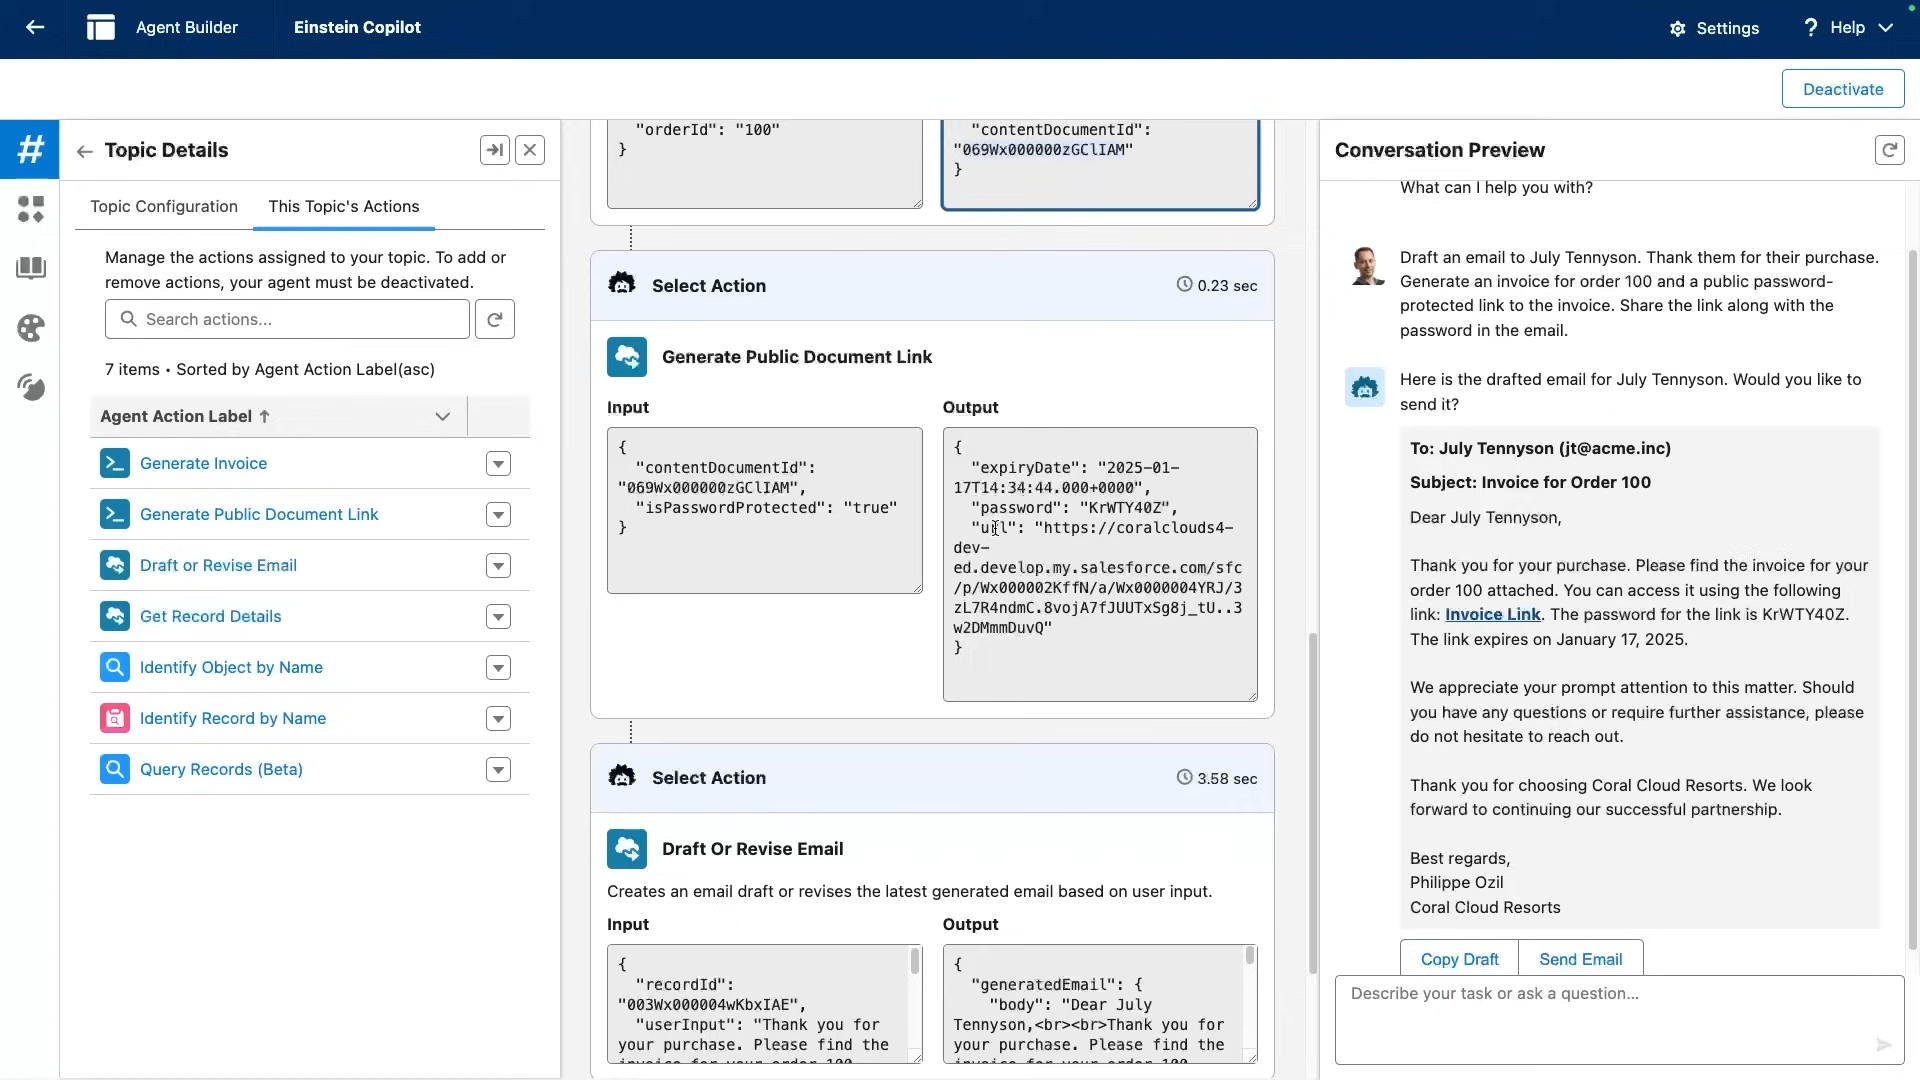 Agent Builder
Einstein Copilot
Settings
? Help
Deactivate
#
Topic Details
Topic Configuration
This Topic's Actions
Manage the actions assigned to your topic. To add or
remove actions, your agent must be deactivated.
Search actions...
7 items • Sorted by Agent Action Label(asc)
Agent Action Label ↑
Generate Invoice
Generate Public Document Link
Draft or Revise Email
Get Record Details
Identify Object by Name
Identify Record by Name
Query Records (Beta)
"orderId": "100"
}
"contentDocumentId":
"069Wx000000zGClIAM"
}
Select Action
0.23 sec
Generate Public Document Link
Input
{
"contentDocumentId":
"069Wx000000zGClIAM",
"isPasswordProtected": "true"
}
Output
{
"expiryDate": "2025-01-
17T14:34:44.000+0000",
"password": "KrWTY40Z",
"url": "https://coralclouds4-
dev-
ed.develop.my.salesforce.com/sfc
/p/Wx000002KffN/a/Wx0000004YRJ/3
zL7R4ndmC.8vojA7fJUUTxSg8j_tU..3
w2DMmmDuvQ"
}
Select Action
3.58 sec
Draft Or Revise Email
Creates an email draft or revises the latest generated email based on user input.
Input
{
"recordId":
"003Wx000004wKbxIAE",
"userInput": "Thank you for
your purchase. Please find the
invoice for your order 100
Output
{
"generatedEmail": {
"body": "Dear July
Tennyson,<br><br>Thank you for
your purchase. Please find the
invoice for your order 100
Conversation Preview
What can I help you with?
Draft an email to July Tennyson. Thank them for their purchase.
Generate an invoice for order 100 and a public password-
protected link to the invoice. Share the link along with the
password in the email.
Here is the drafted email for July Tennyson. Would you like to
send it?
To: July Tennyson (jt@acme.inc)
Subject: Invoice for Order 100
Dear July Tennyson,
Thank you for your purchase. Please find the invoice for your
order 100 attached. You can access it using the following
link: Invoice Link. The password for the link is KrWTY40Z.
The link expires on January 17, 2025.
We appreciate your prompt attention to this matter. Should
you have any questions or require further assistance, please
do not hesitate to reach out.
Thank you for choosing Coral Cloud Resorts. We look
forward to continuing our successful partnership.
Best regards,
Philippe Ozil
Coral Cloud Resorts
Copy Draft
Send Email
Describe your task or ask a question...